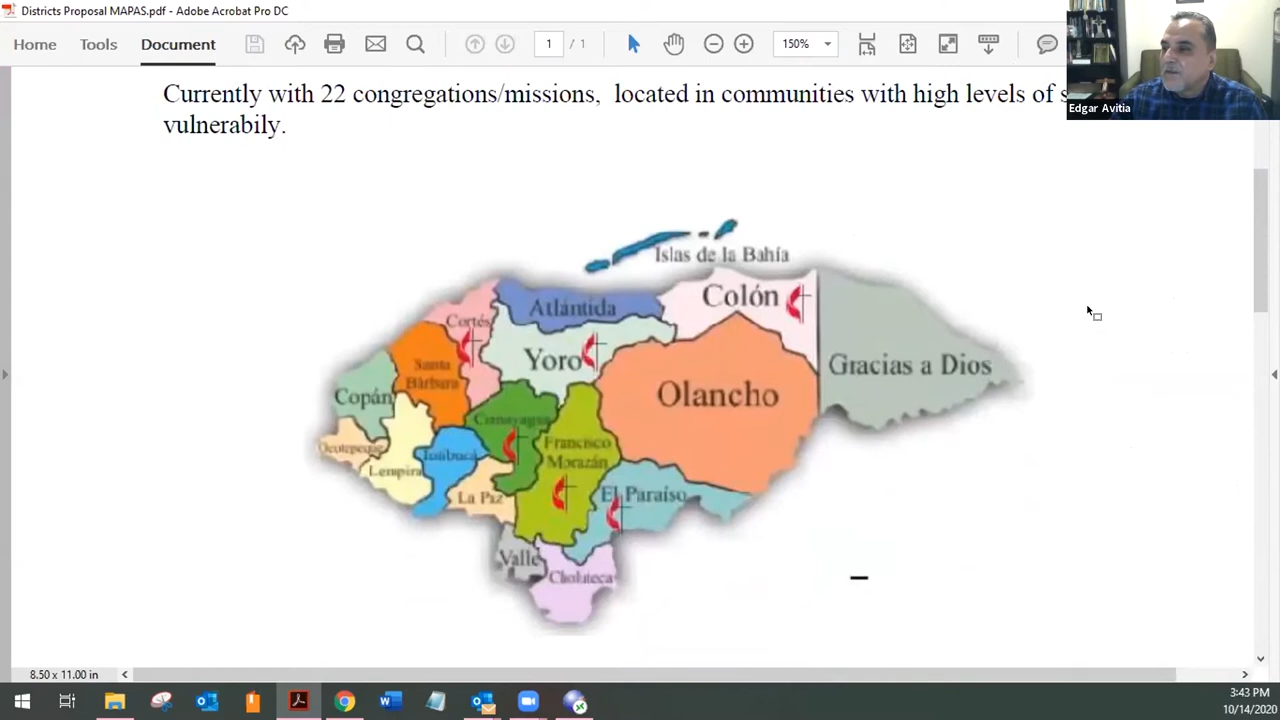 Districts Proposal MAPAS.pdf - Adobe Acrobat Pro DC
Home Tools Document 1 / 1 150%
Currently with 22 congregations/missions, located in communities with high levels of s
vulnerabily.
Edgar Avitia
Islas de la Bahía
Colón
Atlántida
Cortés
Yoro
Gracias a Dios
Santa
Bárbara
Olancho
Copán
Comayagua
Francisco
Morazán
Ocotepeque
Intibucá
Lempira
La Paz
El Paraíso
Valle
Choluteca
8.50 x 11.00 in
3:43 PM
10/14/2020